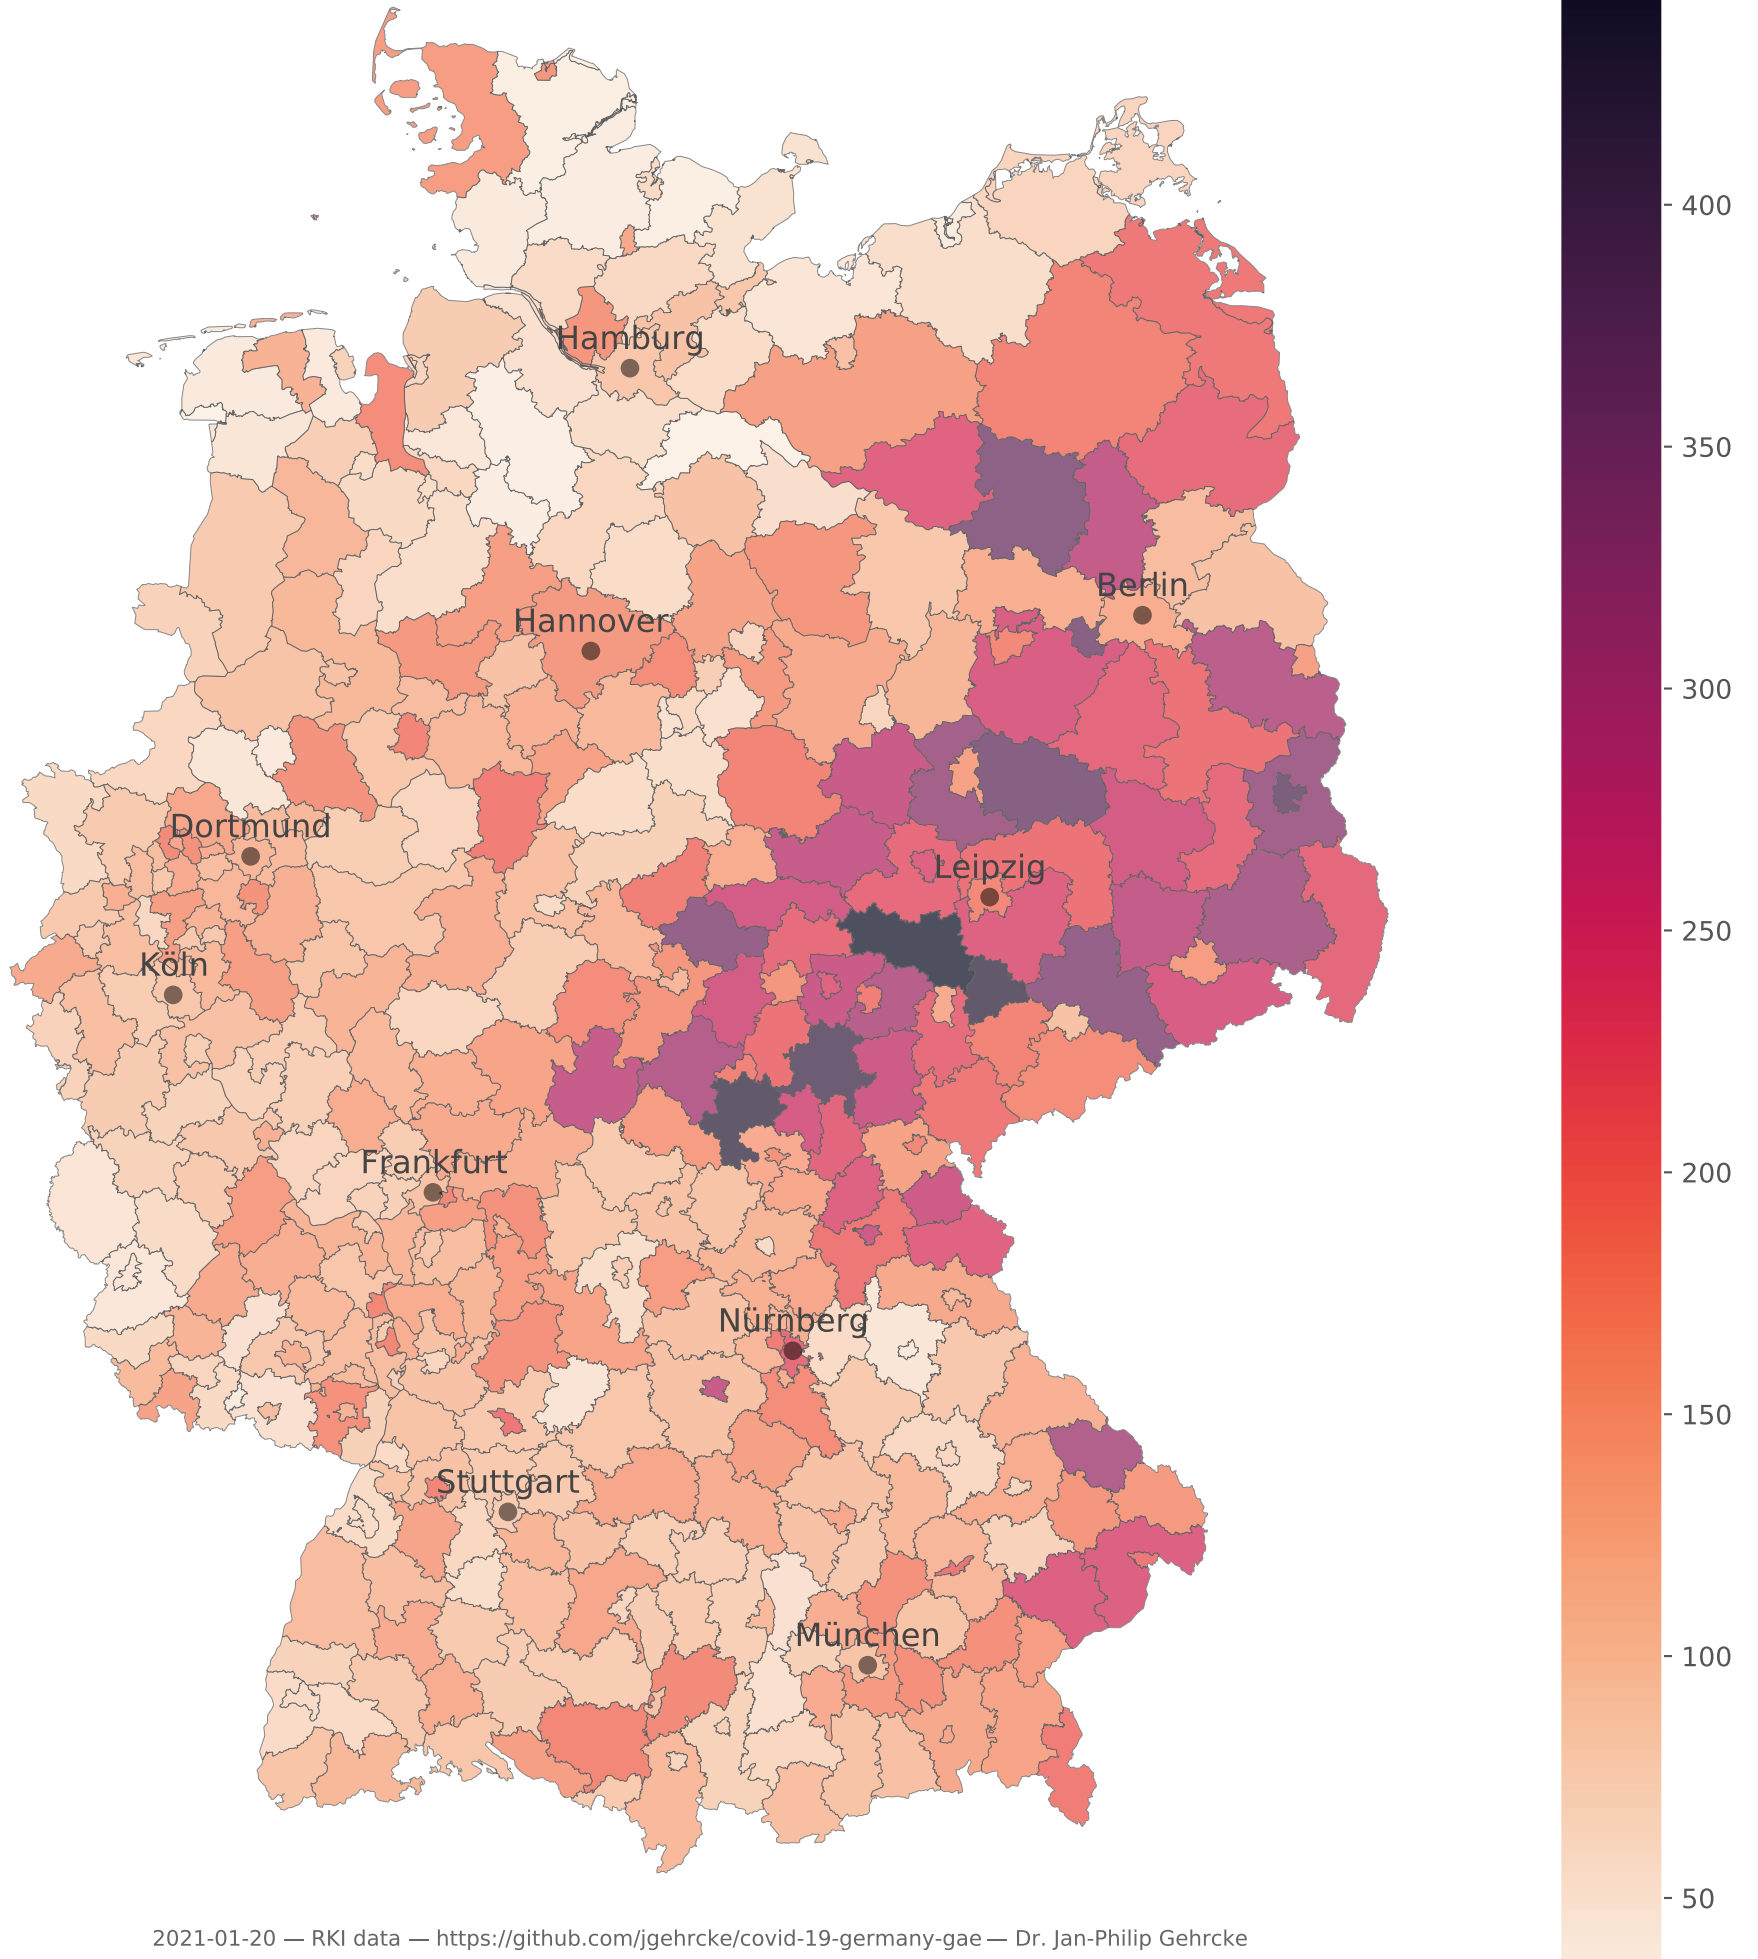 Hamburg
Berlin
Hannover
Dortmund
Leipzig
Köln
Frankfurt
Nürnberg
Stuttgart
München
400
350
300
250
200
150
100
50
2021-01-20 — RKI data — https://github.com/jgehrcke/covid-19-germany-gae — Dr. Jan-Philip Gehrcke